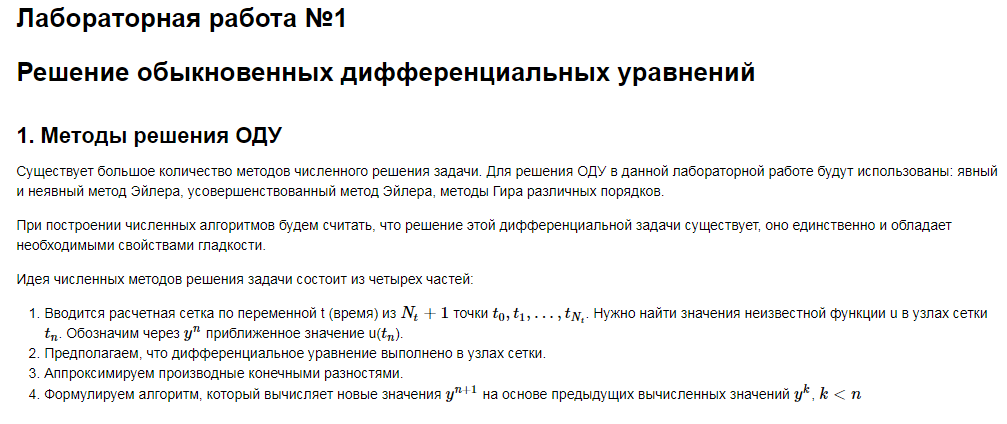 Лабораторная работа №1
Решение обыкновенных дифференциальных уравнений
1. Методы решения ОДУ
Существует большое количество методов численного решения задачи. Для решения ОДУ в данной лабораторной работе будут использованы: явный
и неявный метод Эйлера, усовершенствованный метод Эйлера, методы Гира различных порядков.
При построении численных алгоритмов будем считать, что решение этой дифференциальной задачи существует, оно единственно и обладает
необходимыми свойствами гладкости.
Идея численных методов решения задачи состоит из четырех частей:
1. Вводится расчетная сетка по переменной t (время) из $N_t + 1$ точки $t_0, t_1, \ldots, t_{N_t}$. Нужно найти значения неизвестной функции u в узлах сетки
$t_n$. Обозначим через $y^n$ приближенное значение u($t_n$).
2. Предполагаем, что дифференциальное уравнение выполнено в узлах сетки.
3. Аппроксимируем производные конечными разностями.
4. Формулируем алгоритм, который вычисляет новые значения $y^{n+1}$ на основе предыдущих вычисленных значений $y^k$, $k < n$